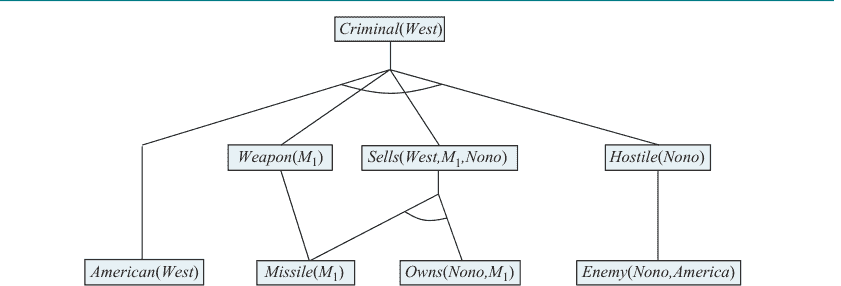 Criminal(West)
Weapon(M₁)
Sells(West,M₁,Nono)
Hostile(Nono)
American(West)
Missile(M₁)
Owns(Nono,M₁)
Enemy(Nono,America)